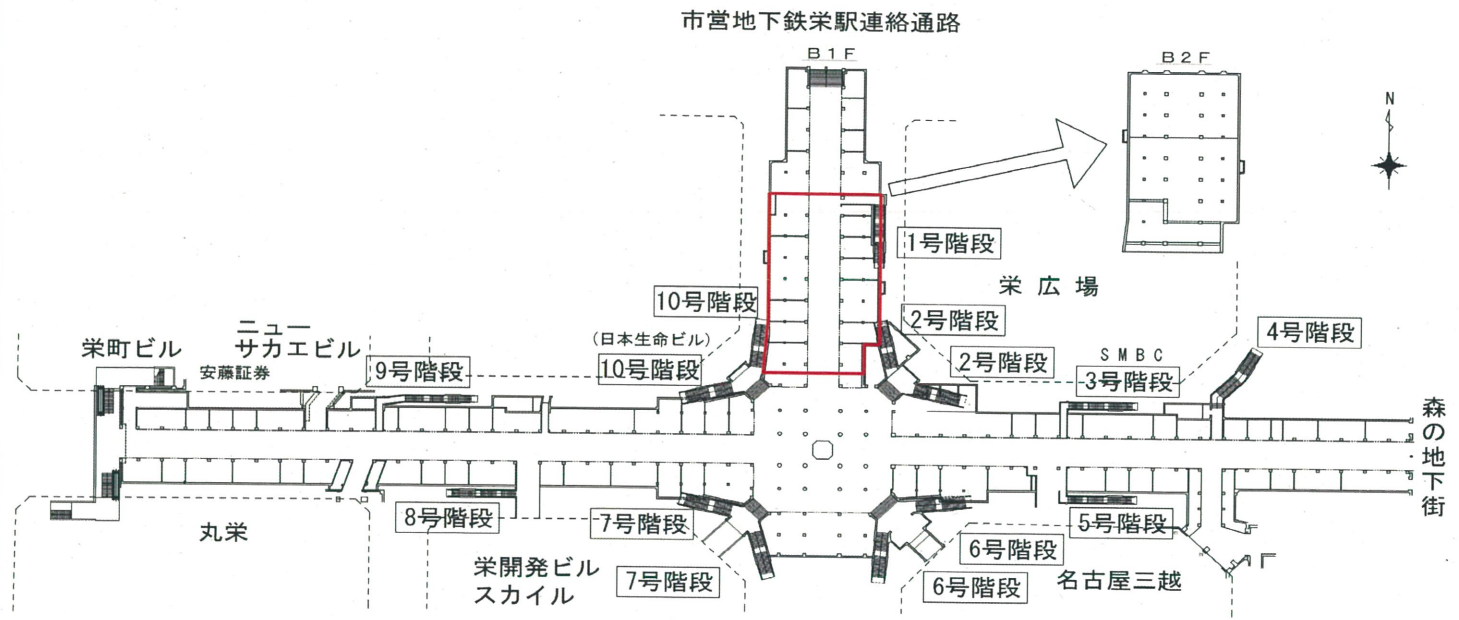 市営地下鉄栄駅連絡通路
B1F
B2F
N
1号階段
栄広場
10号階段
2号階段
4号階段
ニュー
サカエビル
栄町ビル
(日本生命ビル)
安藤証券
9号階段
10号階段
2号階段
SMBC
3号階段
森の地下街
8号階段
7号階段
5号階段
丸栄
6号階段
栄開発ビル
スカイル
7号階段
6号階段
名古屋三越